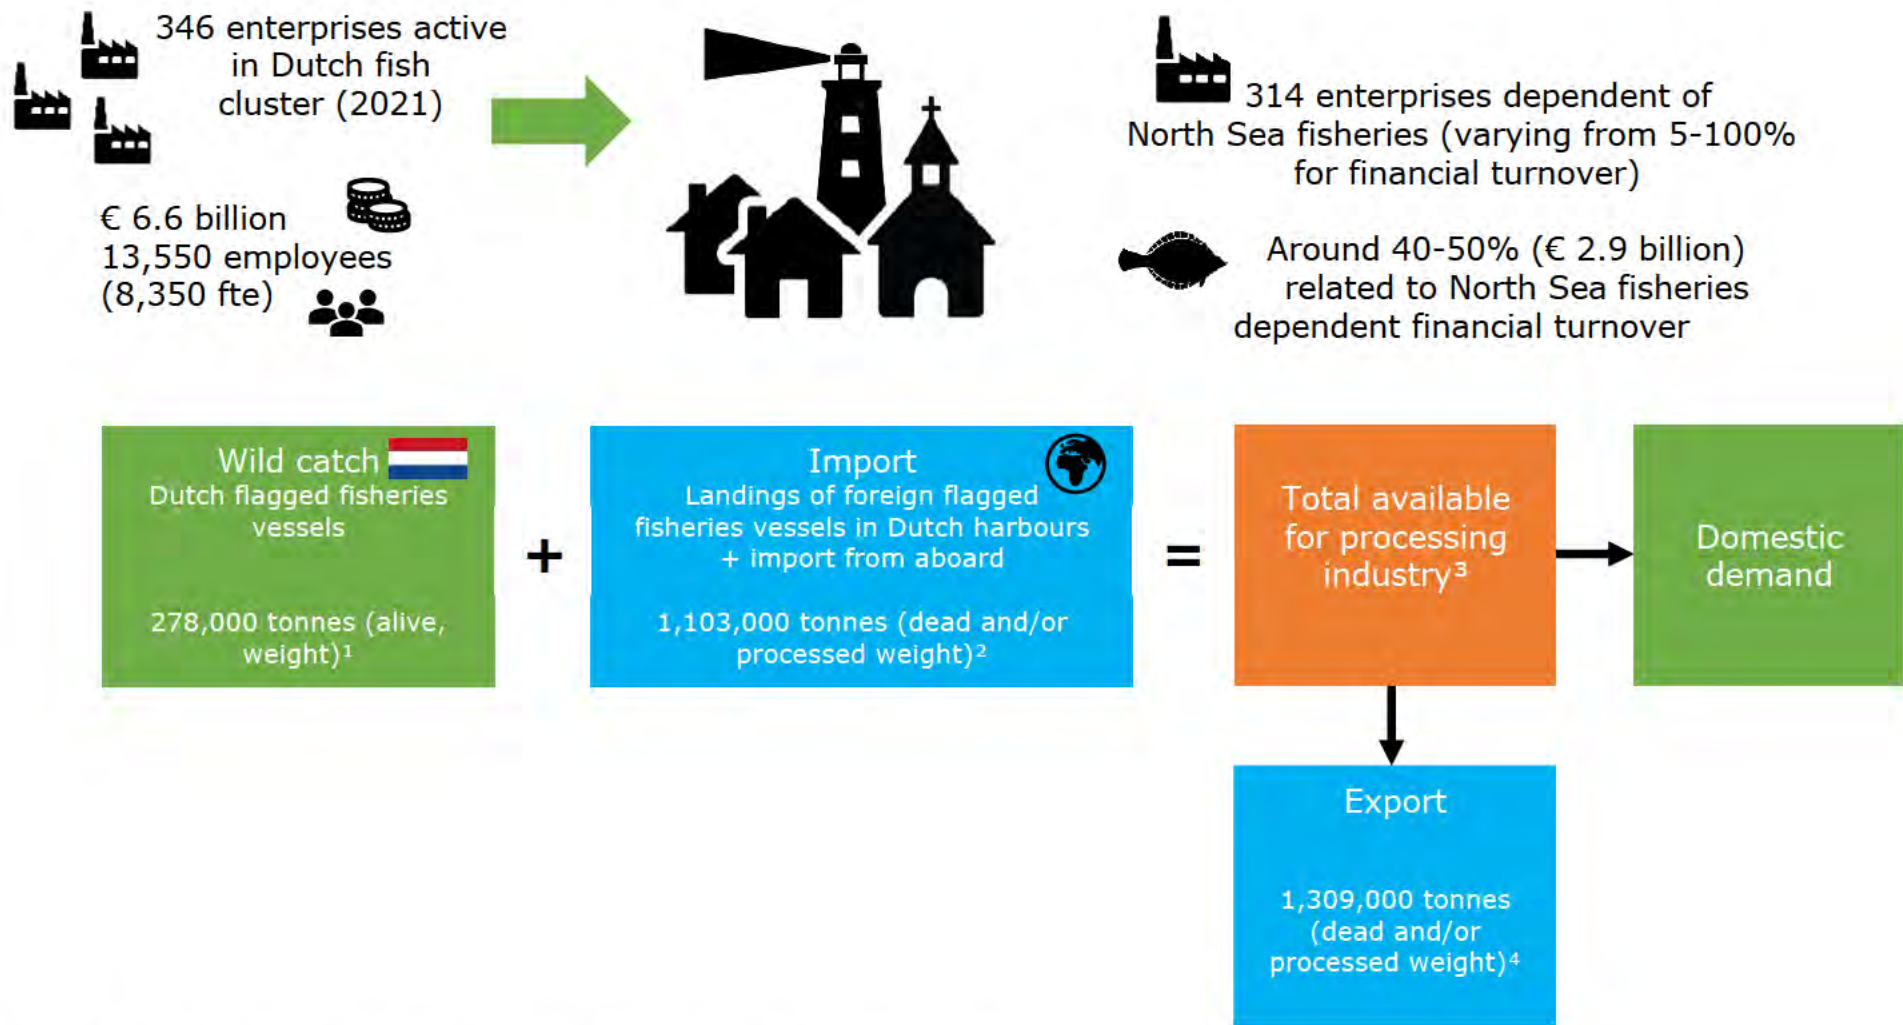 346 enterprises active
in Dutch fish
cluster (2021)
€ 6.6 billion
13,550 employees
(8,350 fte)
314 enterprises dependent of
North Sea fisheries (varying from 5-100%
for financial turnover)
Around 40-50% (€ 2.9 billion)
related to North Sea fisheries
dependent financial turnover
Wild catch
Dutch flagged fisheries
vessels
278,000 tonnes (alive,
weight)¹
+
Import
Landings of foreign flagged
fisheries vessels in Dutch harbours
+ import from aboard
1,103,000 tonnes (dead and/or
processed weight)²
=
Total available
for processing
industry³
Domestic
demand
Export
1,309,000 tonnes
(dead and/or
processed weight)⁴